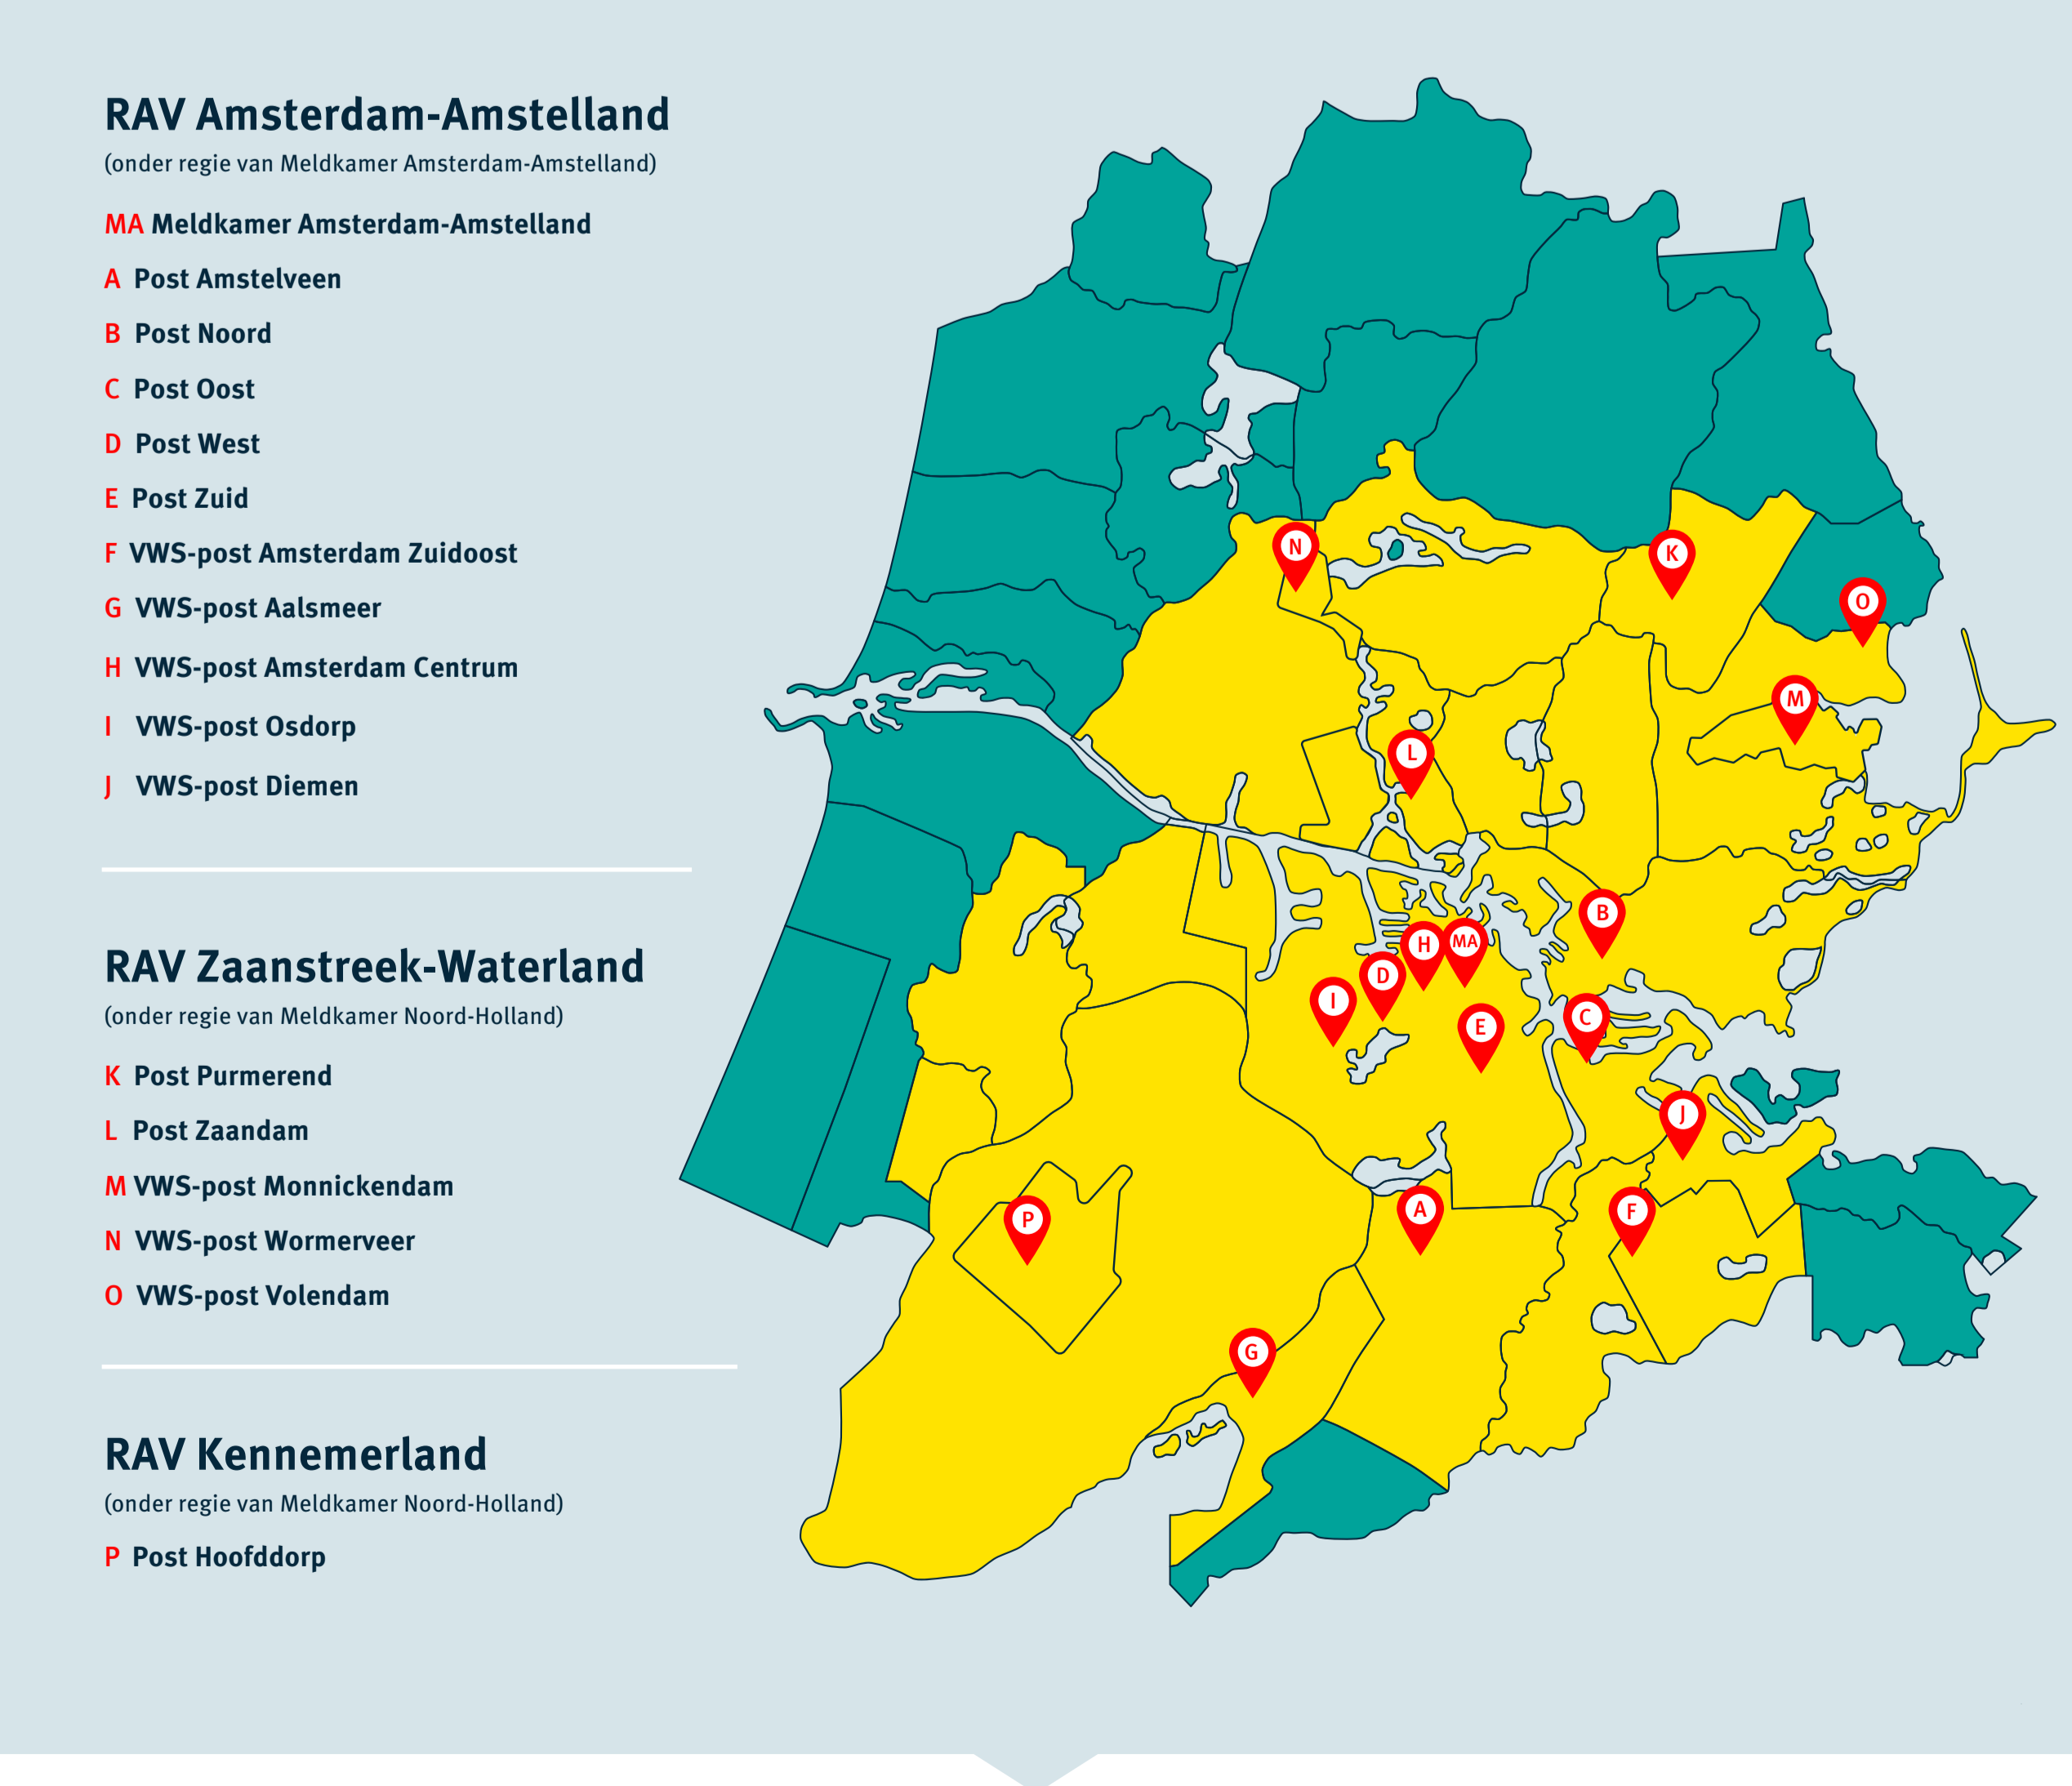 RAV Amsterdam-Amstelland
(onder regie van Meldkamer Amsterdam-Amstelland)
MA Meldkamer Amsterdam-Amstelland
A Post Amstelveen
B Post Noord
C Post Oost
D Post West
E Post Zuid
F VWS-post Amsterdam Zuidoost
G VWS-post Aalsmeer
H VWS-post Amsterdam Centrum
I VWS-post Osdorp
J VWS-post Diemen
RAV Zaanstreek-Waterland
(onder regie van Meldkamer Noord-Holland)
K Post Purmerend
L Post Zaandam
M VWS-post Monnickendam
N VWS-post Wormerveer
O VWS-post Volendam
RAV Kennemerland
(onder regie van Meldkamer Noord-Holland)
P Post Hoofddorp
N
K
O
M
L
B
H
MA
D
I
C
E
J
A
F
P
G